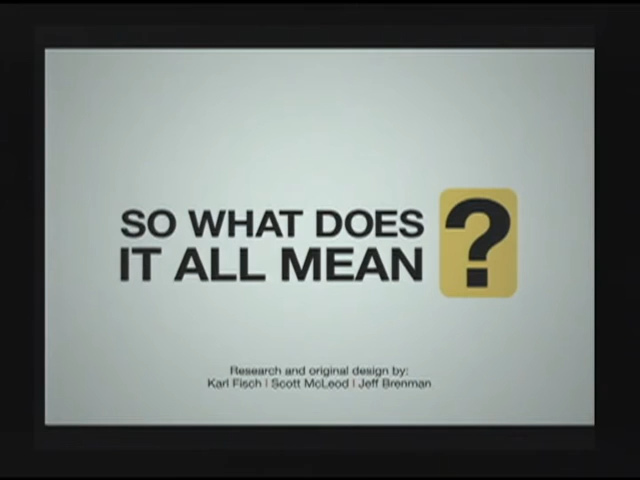 SO WHAT DOES
IT ALL MEAN ?
Research and original design by:
Karl Fisch | Scott McLeod | Jeff Brenman